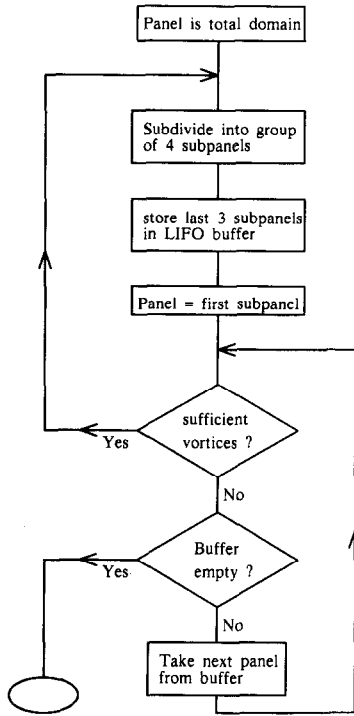 Panel is total domain
Subdivide into group
of 4 subpanels
store last 3 subpanels
in LIFO buffer
Panel = first subpanel
sufficient
vortices ?
Yes
No
Buffer
empty ?
Yes
No
Take next panel
from buffer